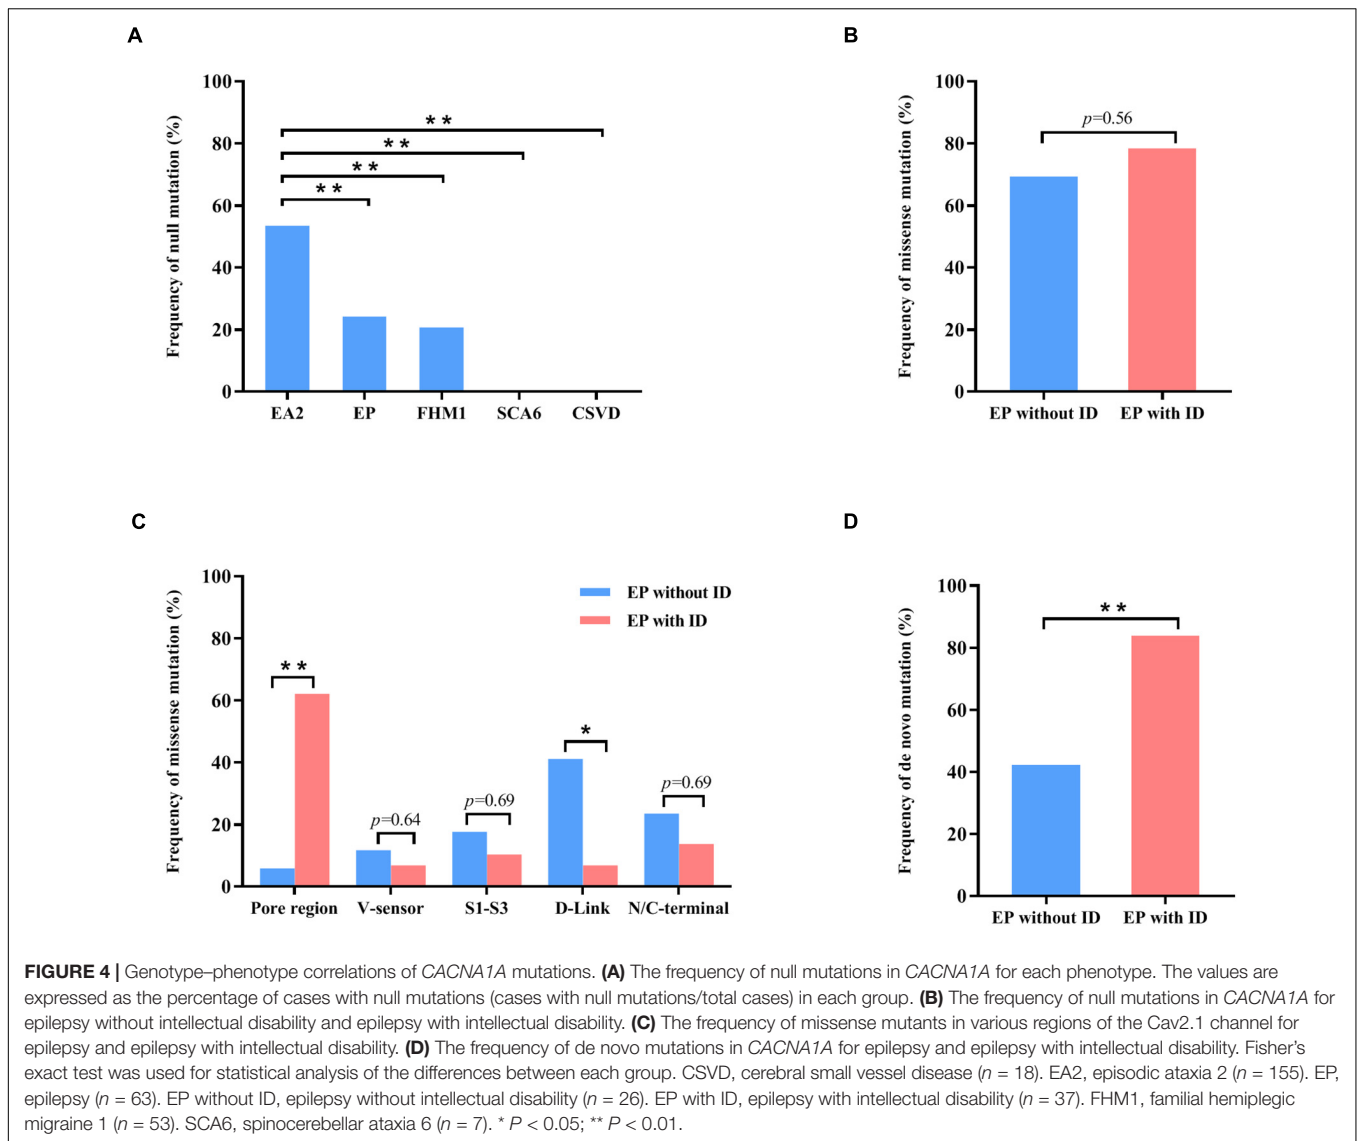 A
Frequency of null mutation (%)
100
80
60
40
20
0
* *
* *
* *
* *
EA2 EP FHM1 SCA6 CSVD
B
Frequency of missense mutation (%)
100
80
60
40
20
0
p=0.56
EP without ID EP with ID
C
Frequency of missense mutation (%)
100
80
60
40
20
0
EP without ID
EP with ID
* *
p=0.64
p=0.69
*
p=0.69
Pore region V-sensor S1-S3 D-Link N/C-terminal
D
Frequency of de novo mutation (%)
100
80
60
40
20
0
* *
EP without ID EP with ID
FIGURE 4 | Genotype–phenotype correlations of CACNA1A mutations. (A) The frequency of null mutations in CACNA1A for each phenotype. The values are
expressed as the percentage of cases with null mutations (cases with null mutations/total cases) in each group. (B) The frequency of null mutations in CACNA1A for
epilepsy without intellectual disability and epilepsy with intellectual disability. (C) The frequency of missense mutants in various regions of the Cav2.1 channel for
epilepsy and epilepsy with intellectual disability. (D) The frequency of de novo mutations in CACNA1A for epilepsy and epilepsy with intellectual disability. Fisher's
exact test was used for statistical analysis of the differences between each group. CSVD, cerebral small vessel disease (n = 18). EA2, episodic ataxia 2 (n = 155). EP,
epilepsy (n = 63). EP without ID, epilepsy without intellectual disability (n = 26). EP with ID, epilepsy with intellectual disability (n = 37). FHM1, familial hemiplegic
migraine 1 (n = 53). SCA6, spinocerebellar ataxia 6 (n = 7). * P < 0.05; ** P < 0.01.